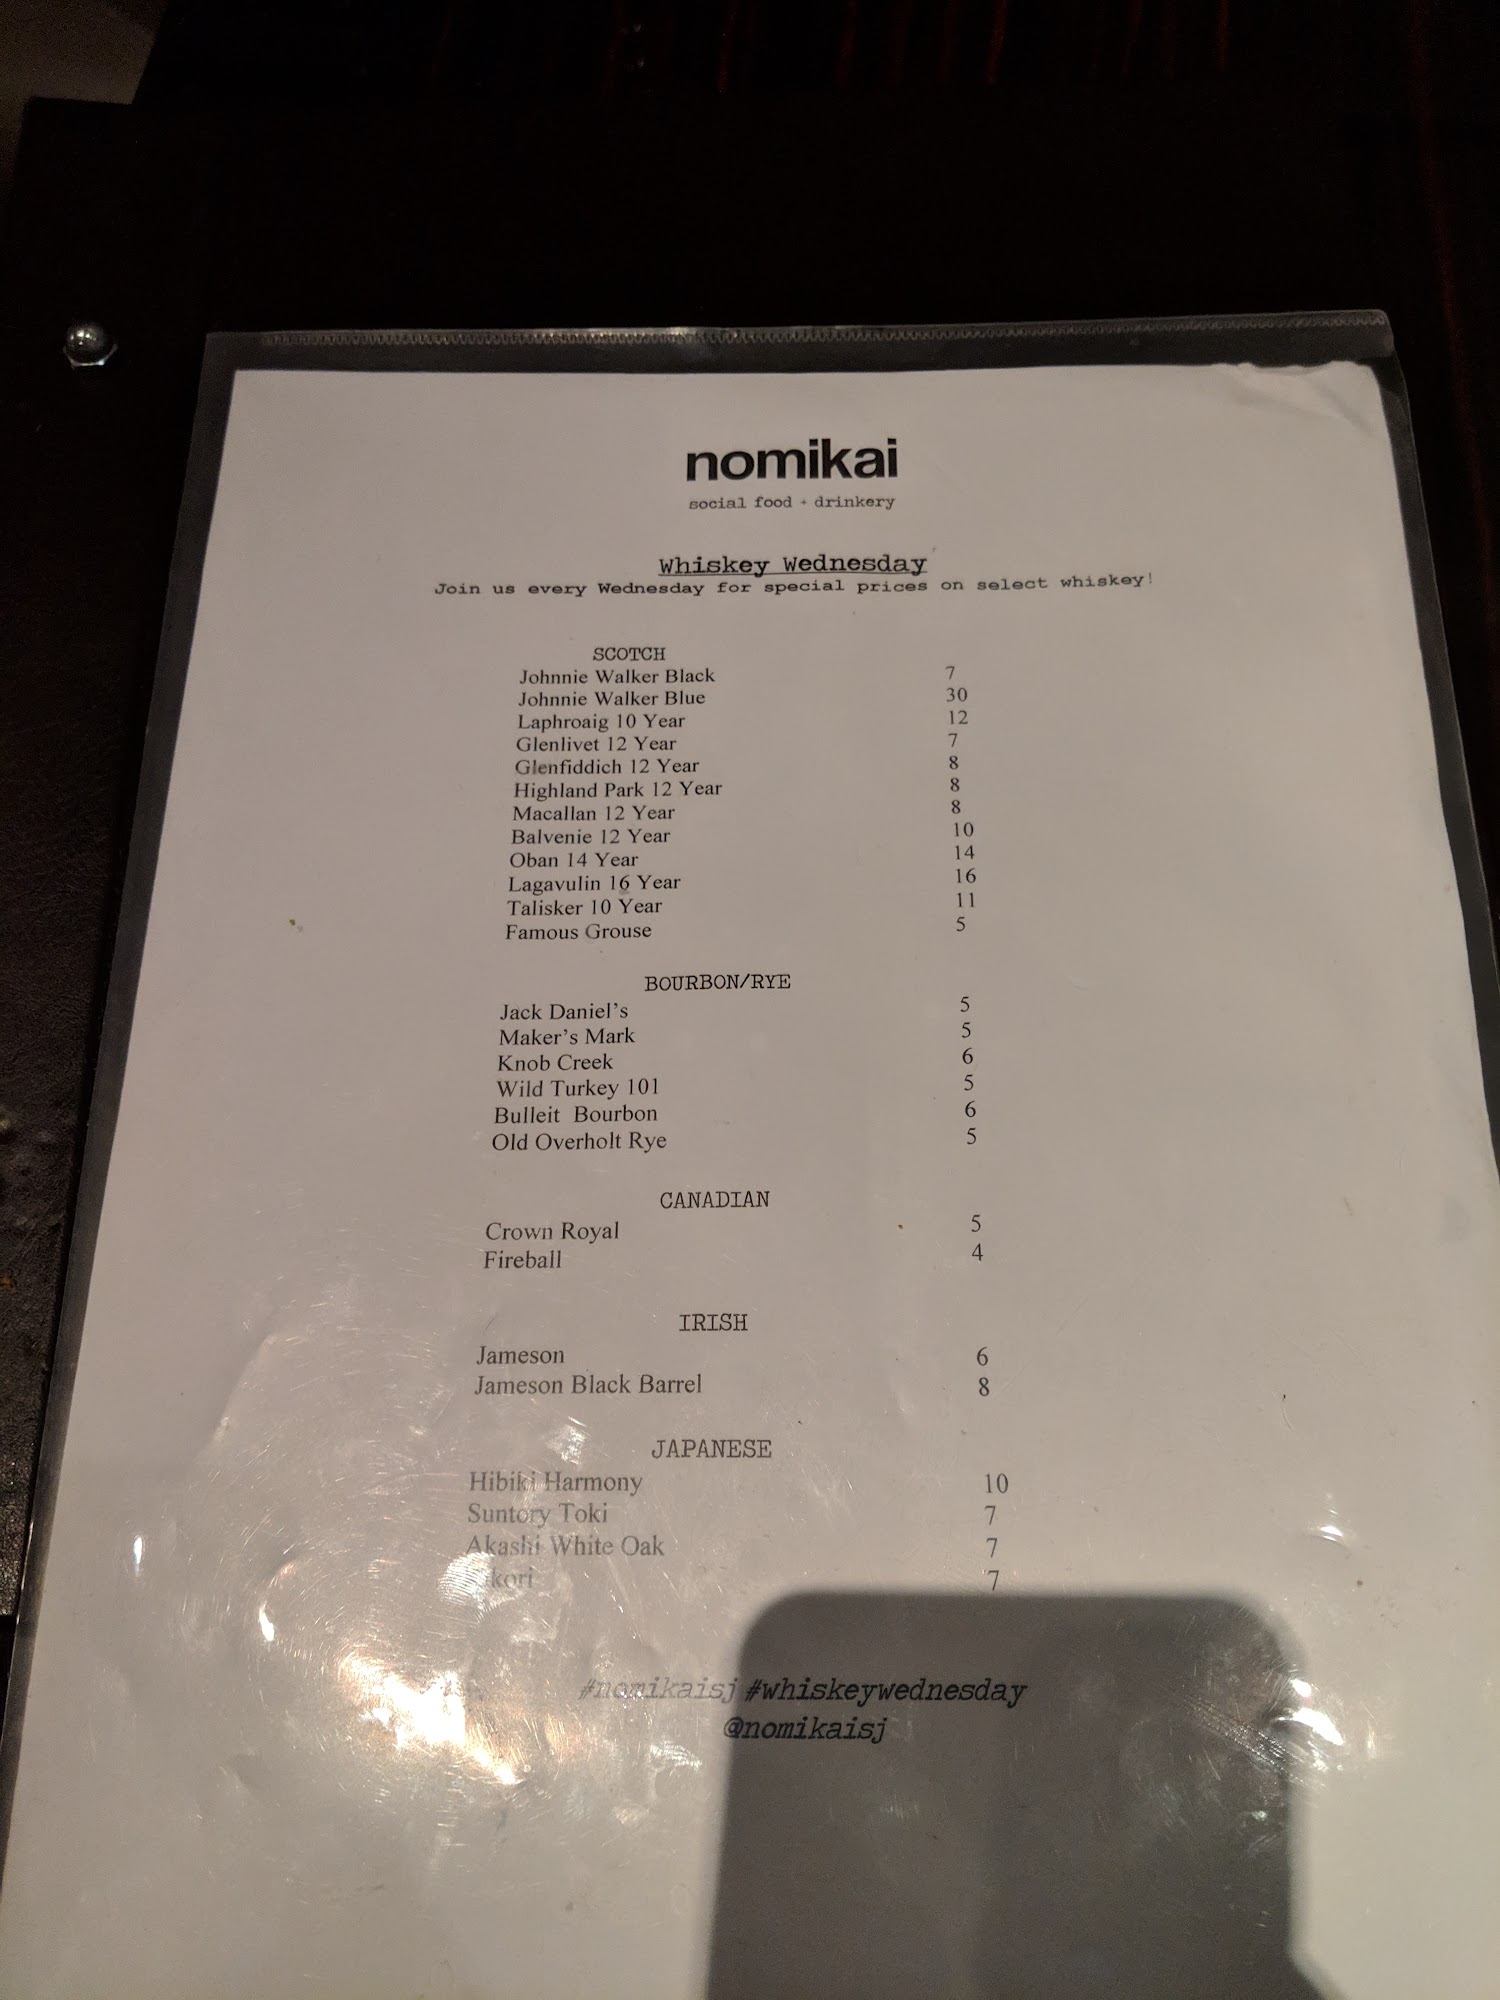 nomikai
social food + drinkery
Whiskey Wednesday
Join us every Wednesday for special prices on select whiskey!
SCOTCH
Johnnie Walker Black 7
Johnnie Walker Blue 30
Laphroaig 10 Year 12
Glenlivet 12 Year 7
Glenfiddich 12 Year 8
Highland Park 12 Year 8
Macallan 12 Year 8
Balvenie 12 Year 10
Oban 14 Year 14
Lagavulin 16 Year 16
Talisker 10 Year 11
Famous Grouse 5
BOURBON/RYE
Jack Daniel's 5
Maker's Mark 5
Knob Creek 6
Wild Turkey 101 5
Bulleit Bourbon 6
Old Overholt Rye 5
CANADIAN
Crown Royal 5
Fireball 4
IRISH
Jameson 6
Jameson Black Barrel 8
JAPANESE
Hibiki Harmony 10
Suntory Toki 7
Akashi White Oak 7
7
#nomikaisj #whiskeywednesday
@nomikaisj